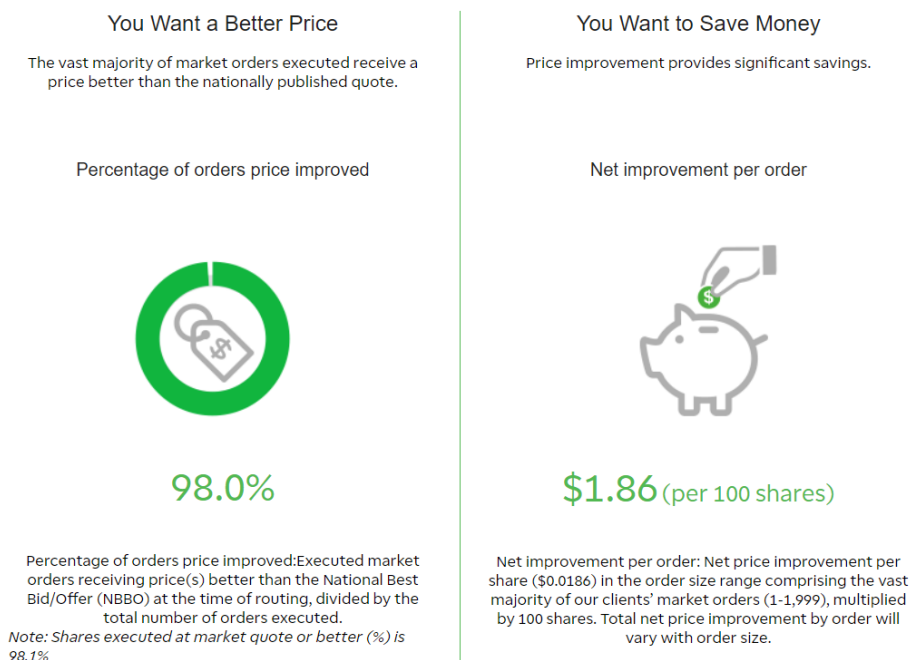 You Want a Better Price
The vast majority of market orders executed receive a
price better than the nationally published quote.
Percentage of orders price improved
$
98.0%
Percentage of orders price improved:Executed market
orders receiving price(s) better than the National Best
Bid/Offer (NBBO) at the time of routing, divided by the
total number of orders executed.
Note: Shares executed at market quote or better (%) is
98.1%
You Want to Save Money
Price improvement provides significant savings.
Net improvement per order
$
$1.86 (per 100 shares)
Net improvement per order: Net price improvement per
share ($0.0186) in the order size range comprising the vast
majority of our clients’ market orders (1-1,999), multiplied
by 100 shares. Total net price improvement by order will
vary with order size.